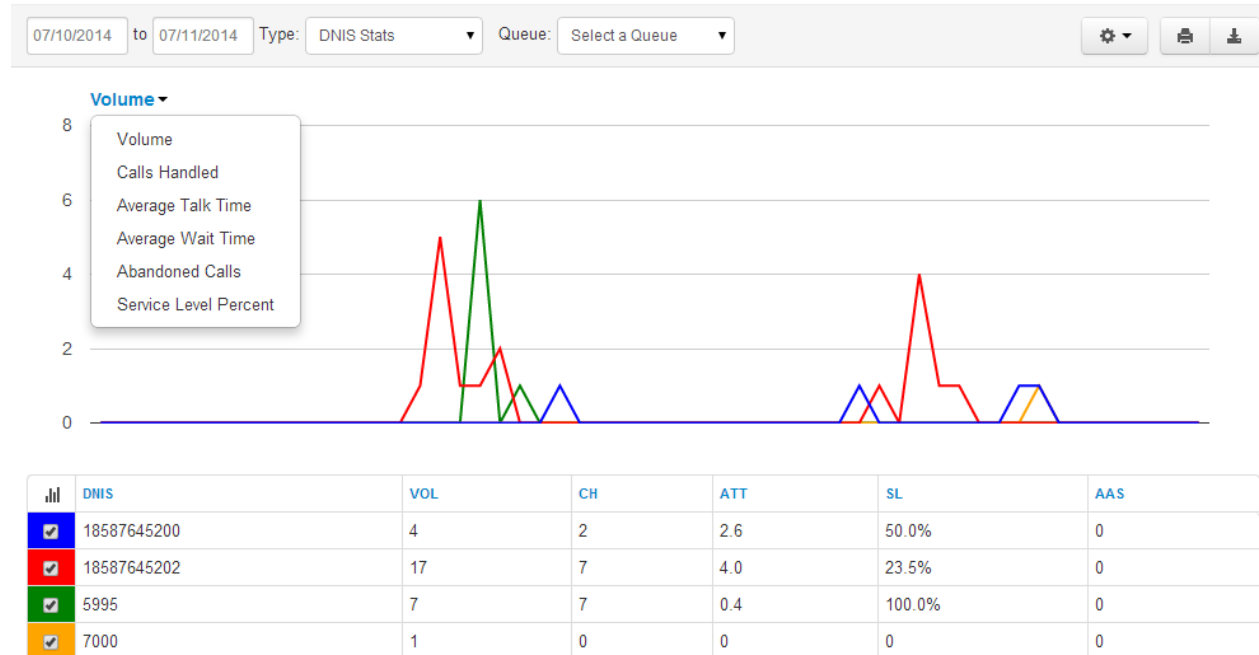 07/10/2014 to 07/11/2014 Type: DNIS Stats Queue: Select a Queue
Volume
8
Volume
Calls Handled
6
Average Talk Time
Average Wait Time
4
Abandoned Calls
Service Level Percent
2
0
DNIS VOL CH ATT SL AAS
18587645200 4 2 2.6 50.0% 0
18587645202 17 7 4.0 23.5% 0
5995 7 7 0.4 100.0% 0
7000 1 0 0 0 0